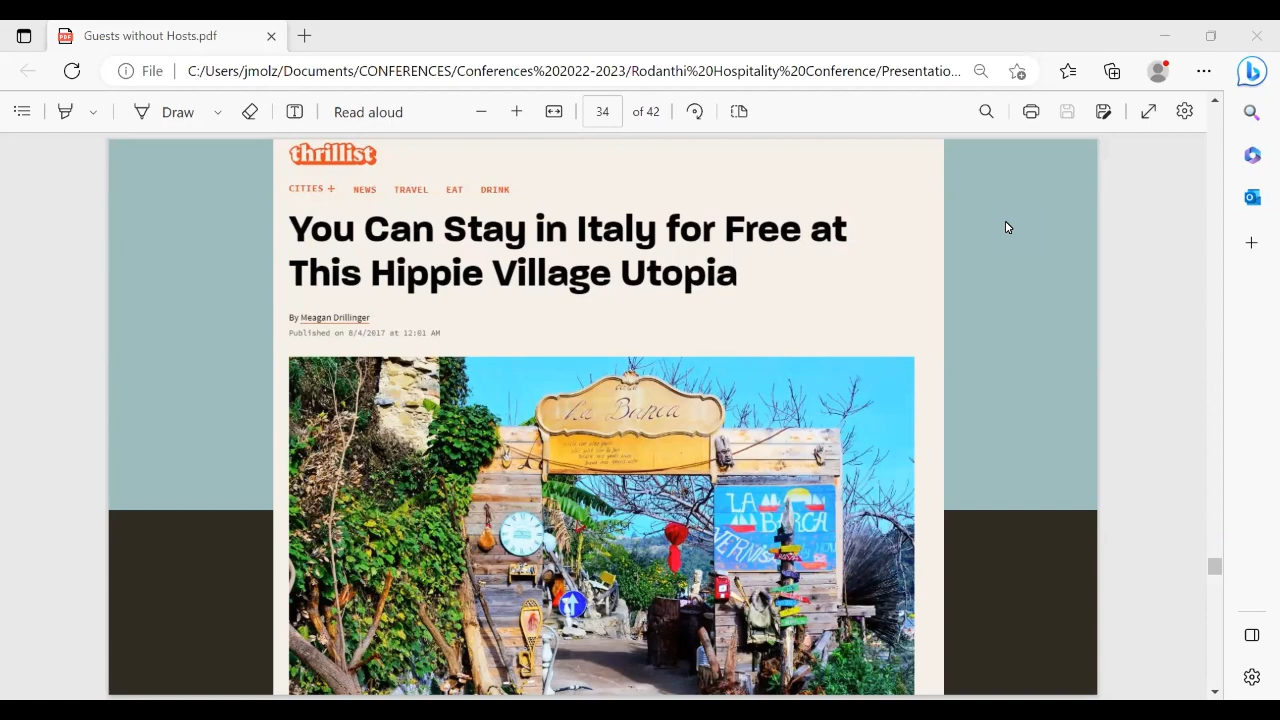 Guests without Hosts.pdf
File
C:/Users/jmolz/Documents/CONFERENCES/Conferences%202022-2023/Rodanthi%20Hospitality%20Conference/Presentatio...
Draw
Read aloud
34
of 42
thrillist
CITIES +
NEWS
TRAVEL
EAT
DRINK
You Can Stay in Italy for Free at
This Hippie Village Utopia
By Meagan Drillinger
Published on 8/4/2017 at 12:01 AM
La Barca
LA
BARCA